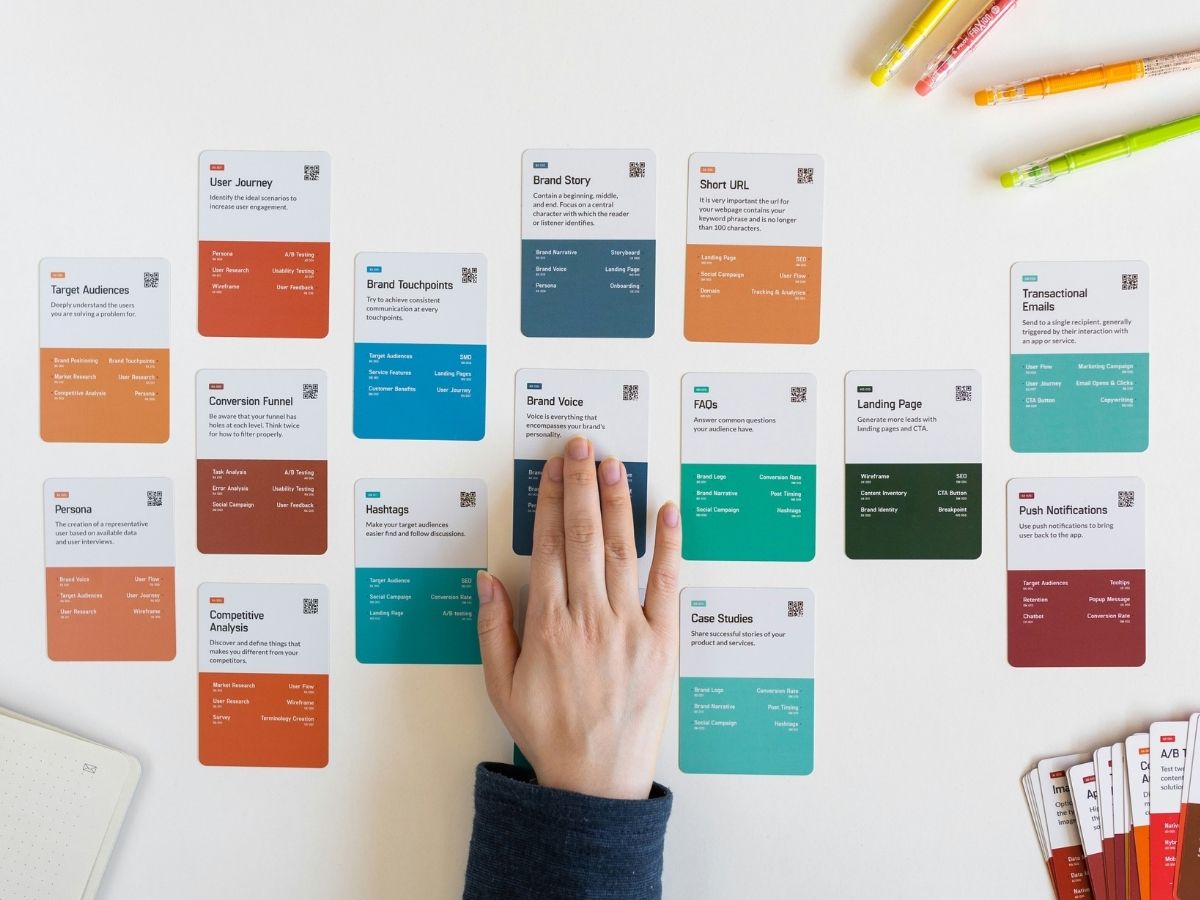 User Journey
Identify the ideal scenarios to
increase user engagement.
Persona
A/B Testing
User Research
Usability Testing
Wireframe
User Feedback
Brand Story
Contain a beginning, middle,
and end. Focus on a central
character with which the reader
or listener identifies.
Brand Narrative
Storyboard
Brand Voice
Landing Page
Persona
Onboarding
Short URL
It is very important the url for
your webpage contains your
keyword phrase and is no longer
than 100 characters.
Landing Page
SEO
Social Campaign
User Flow
Domain
Tracking & Analytics
Target Audiences
Deeply understand the users
you are solving a problem for.
Brand Positioning
Brand Touchpoints
Market Research
User Research
Competitive Analysis
Persona
Brand Touchpoints
Try to achieve consistent
communication at every
touchpoints.
Target Audiences
SMO
Service Features
Landing Pages
Customer Benefits
User Journey
Transactional
Emails
Send to a single recipient, generally
triggered by their interaction with
an app or service.
User Flow
Marketing Campaign
User Journey
Email Opens & Clicks
CTA Button
Copywriting
Conversion Funnel
Be aware that your funnel has
holes at each level. Think twice
for how to filter properly.
Task Analysis
A/B Testing
Error Analysis
Usability Testing
Social Campaign
User Feedback
Brand Voice
Voice is everything that
encompasses your brand's
personality.
FAQs
Answer common questions
your audience have.
Brand Logo
Conversion Rate
Brand Narrative
Post Timing
Social Campaign
Hashtags
Landing Page
Generate more leads with
landing pages and CTA.
Wireframe
SEO
Content Inventory
CTA Button
Brand Identity
Breakpoint
Persona
The creation of a representative
user based on available data
and user interviews.
Brand Voice
User Flow
Target Audiences
User Journey
User Research
Wireframe
Hashtags
Make your target audiences
easier find and follow discussions.
Target Audience
SEO
Social Campaign
Conversion Rate
Landing Page
A/B testing
Push Notifications
Use push notifications to bring
user back to the app.
Target Audiences
Tooltips
Retention
Popup Message
Chatbot
Conversion Rate
Competitive
Analysis
Discover and define things that
makes you different from your
competitors.
Market Research
User Flow
User Research
Wireframe
Survey
Terminology Creation
Case Studies
Share successful stories of your
product and services.
Brand Logo
Conversion Rate
Brand Narrative
Post Timing
Social Campaign
Hashtags
PILOT FRIXION
A/B T
Test tw
content
solutio